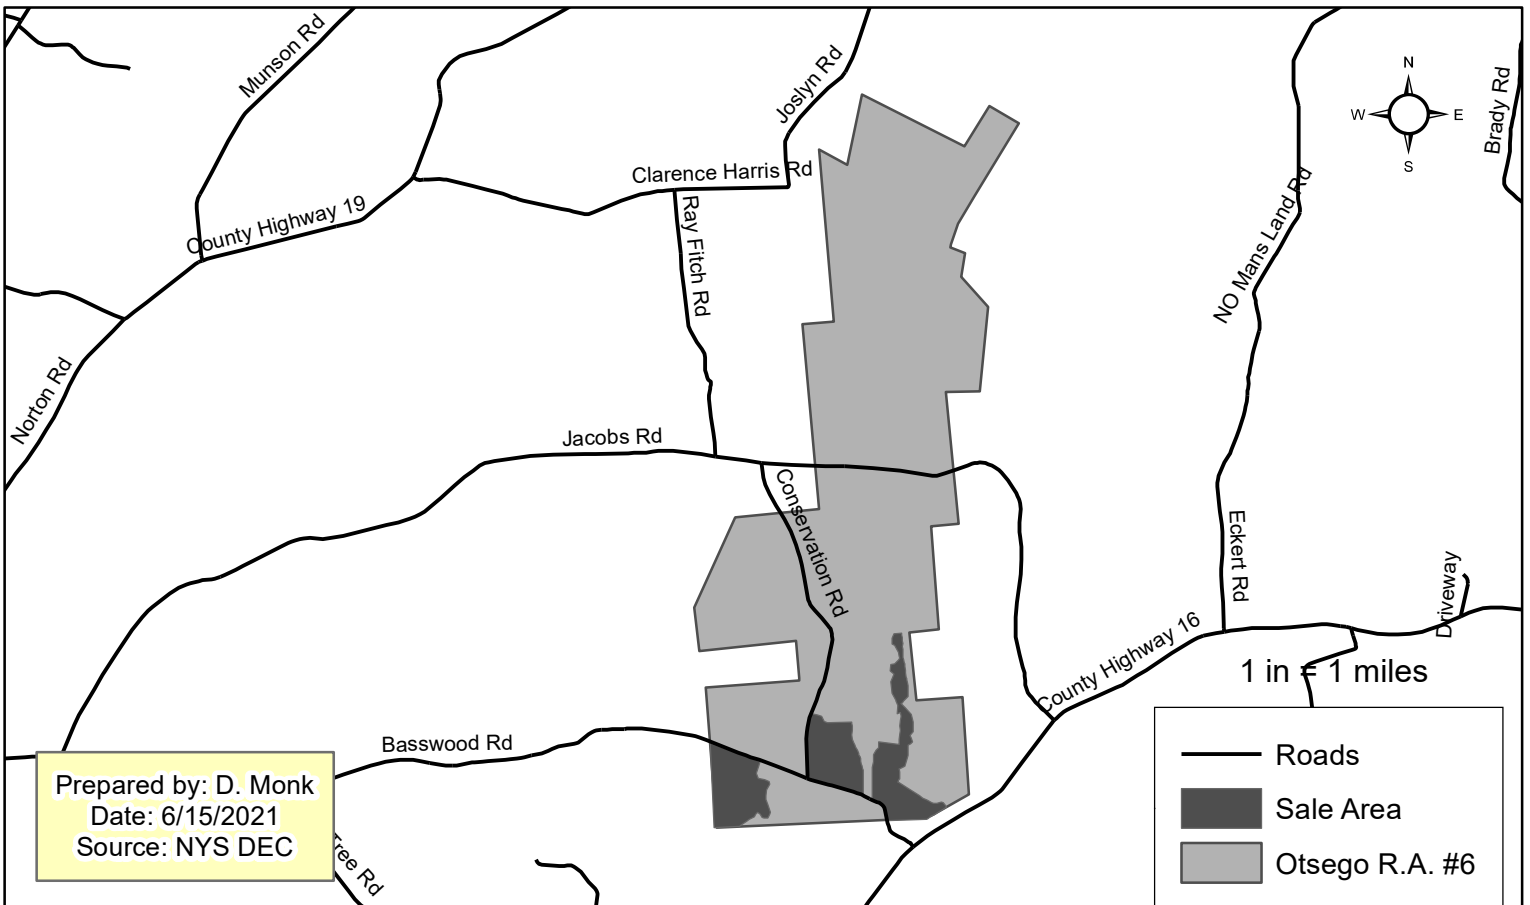 Munson Rd
Joslyn Rd
N
W E
S
Brady Rd
Clarence Harris Rd
County Highway 19
Ray Fitch Rd
NO Mans Land Rd
Norton Rd
Jacobs Rd
Conservation Rd
Eckert Rd
Driveway
County Highway 16
1 in = 1 miles
Basswood Rd
Prepared by: D. Monk
Date: 6/15/2021
Source: NYS DEC
Tree Rd
Roads
Sale Area
Otsego R.A. #6